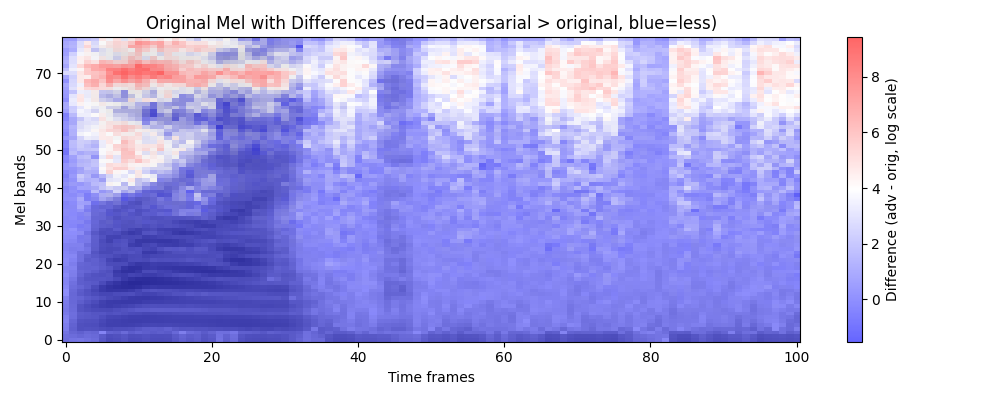 Original Mel with Differences (red=adversarial > original, blue=less)
Mel bands
70
60
50
40
30
20
10
0
0 20 40 60 80 100
Time frames
8
6
4
2
0
Difference (adv - orig, log scale)